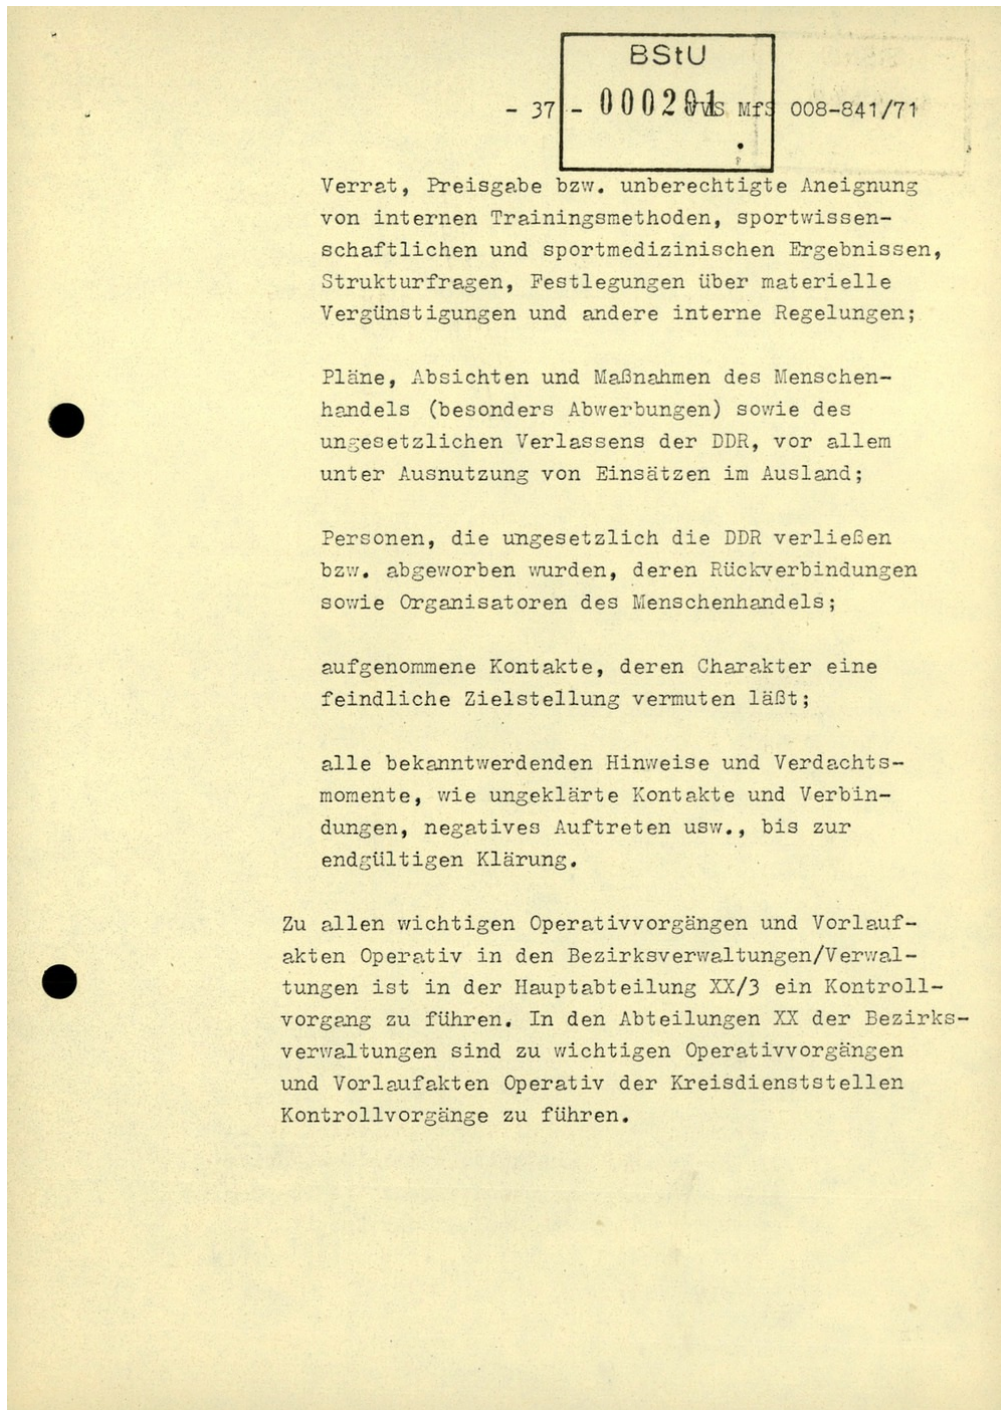 BStU
- 37 - 000201 VVS MfS 008-841/71
Verrat, Preisgabe bzw. unberechtigte Aneignung
von internen Trainingsmethoden, sportwissen-
schaftlichen und sportmedizinischen Ergebnissen,
Strukturfragen, Festlegungen über materielle
Vergünstigungen und andere interne Regelungen;
Pläne, Absichten und Maßnahmen des Menschen-
handels (besonders Abwerbungen) sowie des
ungesetzlichen Verlassens der DDR, vor allem
unter Ausnutzung von Einsätzen im Ausland;
Personen, die ungesetzlich die DDR verließen
bzw. abgeworben wurden, deren Rückverbindungen
sowie Organisatoren des Menschenhandels;
aufgenommene Kontakte, deren Charakter eine
feindliche Zielstellung vermuten läßt;
alle bekanntwerdenden Hinweise und Verdachts-
momente, wie ungeklärte Kontakte und Verbin-
dungen, negatives Auftreten usw., bis zur
endgültigen Klärung.
Zu allen wichtigen Operativvorgängen und Vorlauf-
akten Operativ in den Bezirksverwaltungen/Verwal-
tungen ist in der Hauptabteilung XX/3 ein Kontroll-
vorgang zu führen. In den Abteilungen XX der Bezirks-
verwaltungen sind zu wichtigen Operativvorgängen
und Vorlaufakten Operativ der Kreisdienststellen
Kontrollvorgänge zu führen.